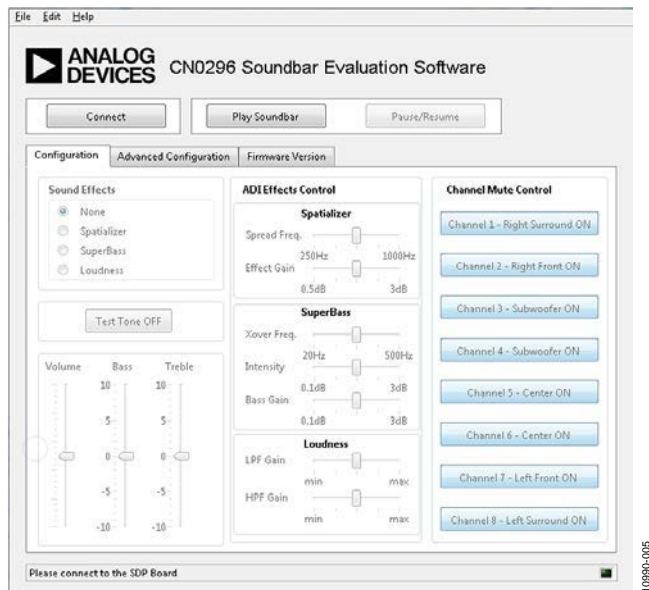 File Edit Help
ANALOG DEVICES
CN0296 Soundbar Evaluation Software
Connect Play Soundbar Pause/Resume
Configuration Advanced Configuration Firmware Version
Sound Effects
None
Spatializer
SuperBass
Loudness
Test Tone OFF
Volume Bass Treble
10 10
5 5
0 0
-5 -5
-10 -10
ADI Effects Control
Spatializer
Spread Freq.
250Hz 1000Hz
Effect Gain
0.5dB 3dB
SuperBass
Xover Freq.
20Hz 500Hz
Intensity
0.1dB 3dB
Bass Gain
0.1dB 3dB
Loudness
LPF Gain
min max
HPF Gain
min max
Channel Mute Control
Channel 1 - Right Surround ON
Channel 2 - Right Front ON
Channel 3 - Subwoofer ON
Channel 4 - Subwoofer ON
Channel 5 - Center ON
Channel 6 - Center ON
Channel 7 - Left Front ON
Channel 8 - Left Surround ON
Please connect to the SDP Board
10990-005